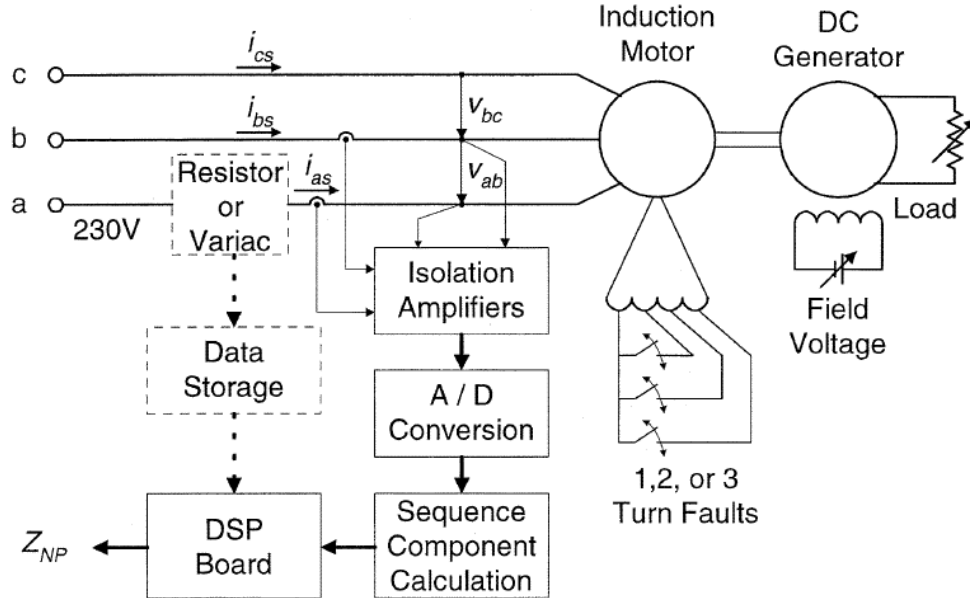 Induction
Motor
DC
Generator
c
i_cs
v_bc
b
i_bs
v_ab
a
230V
Resistor
or
Variac
i_as
Load
Isolation
Amplifiers
Field
Voltage
Data
Storage
A / D
Conversion
1,2, or 3
Turn Faults
Z_NP
DSP
Board
Sequence
Component
Calculation